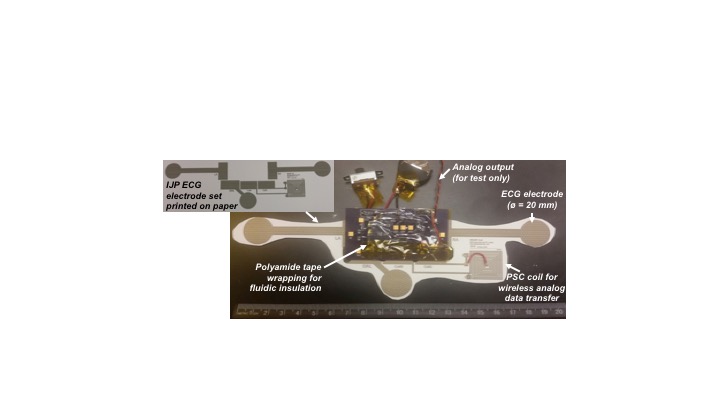 Analog output
(for test only)
IJP ECG
electrode set
printed on paper
ECG electrode
(ø = 20 mm)
Polyamide tape
wrapping for
fluidic insulation
PSC coil for
wireless analog
data transfer